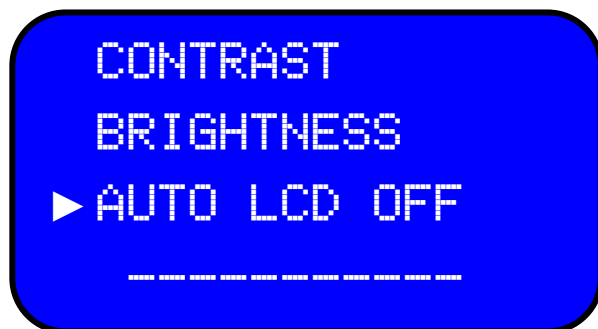 CONTRAST
BRIGHTNESS
►AUTO LCD OFF
-----------